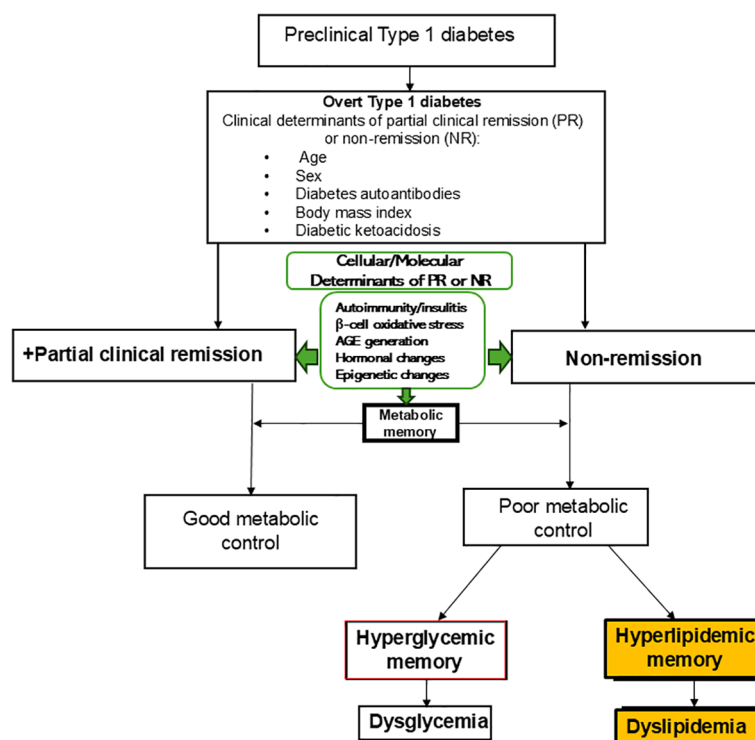 Preclinical Type 1 diabetes
Overt Type 1 diabetes
Clinical determinants of partial clinical remission (PR)
or non-remission (NR):
• Age
• Sex
• Diabetes autoantibodies
• Body mass index
• Diabetic ketoacidosis
Cellular/Molecular
Determinants of PR or NR
Autoimmunity/insulitis
β-cell oxidative stress
AGE generation
Hormonal changes
Epigenetic changes
+Partial clinical remission
Non-remission
Metabolic
memory
Good metabolic
control
Poor metabolic
control
Hyperglycemic
memory
Hyperlipidemic
memory
Dysglycemia
Dyslipidemia